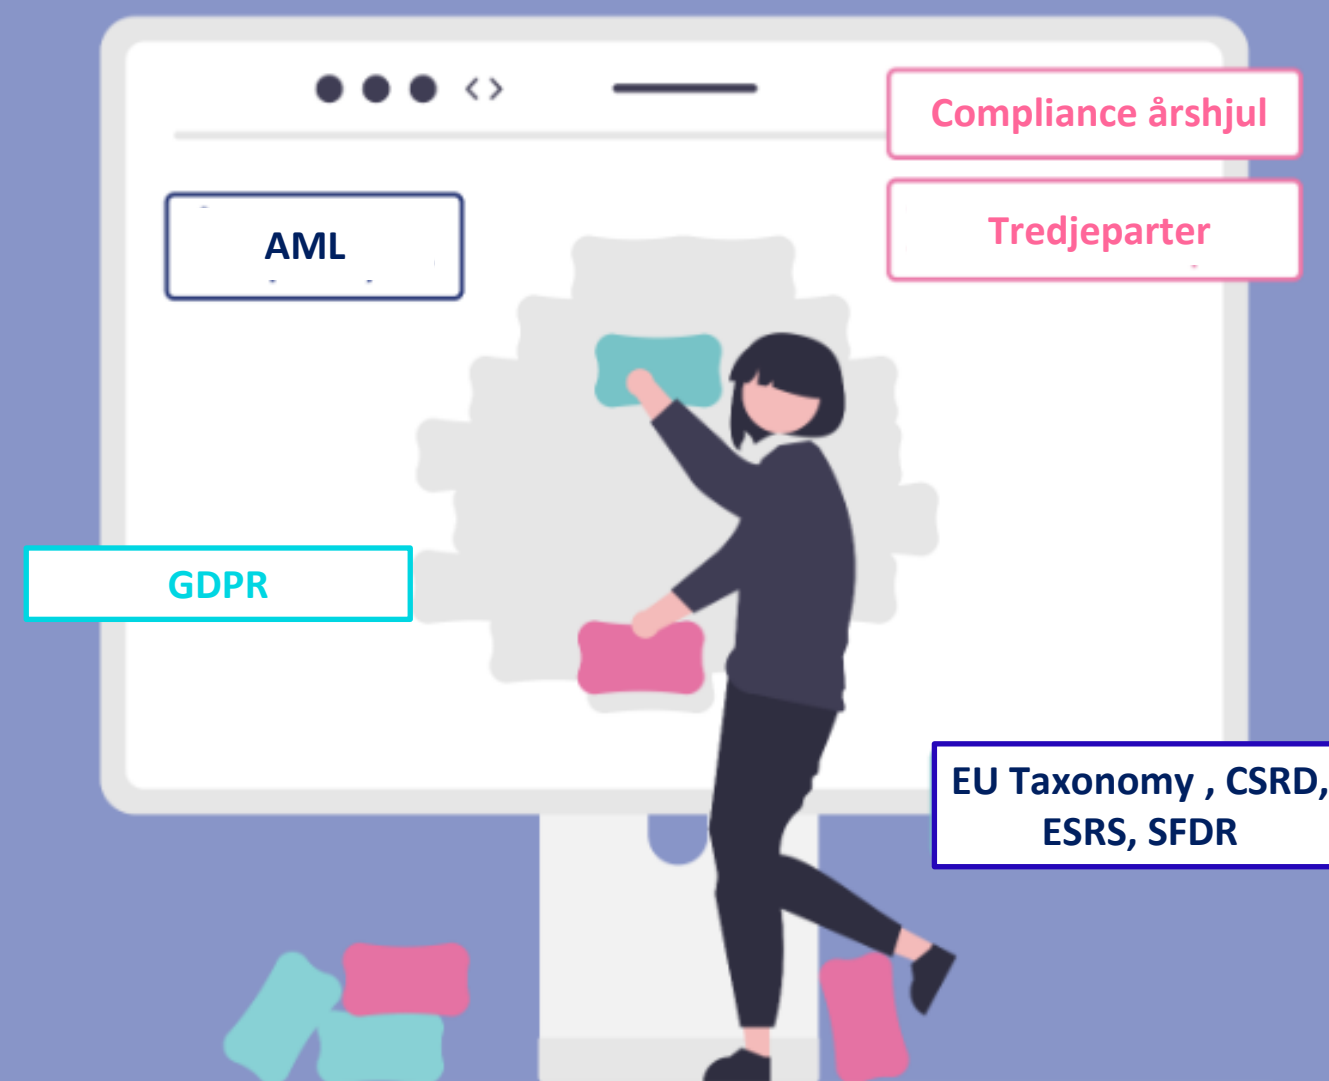 Compliance årshjul
Tredjeparter
AML
GDPR
EU Taxonomy , CSRD,
ESRS, SFDR